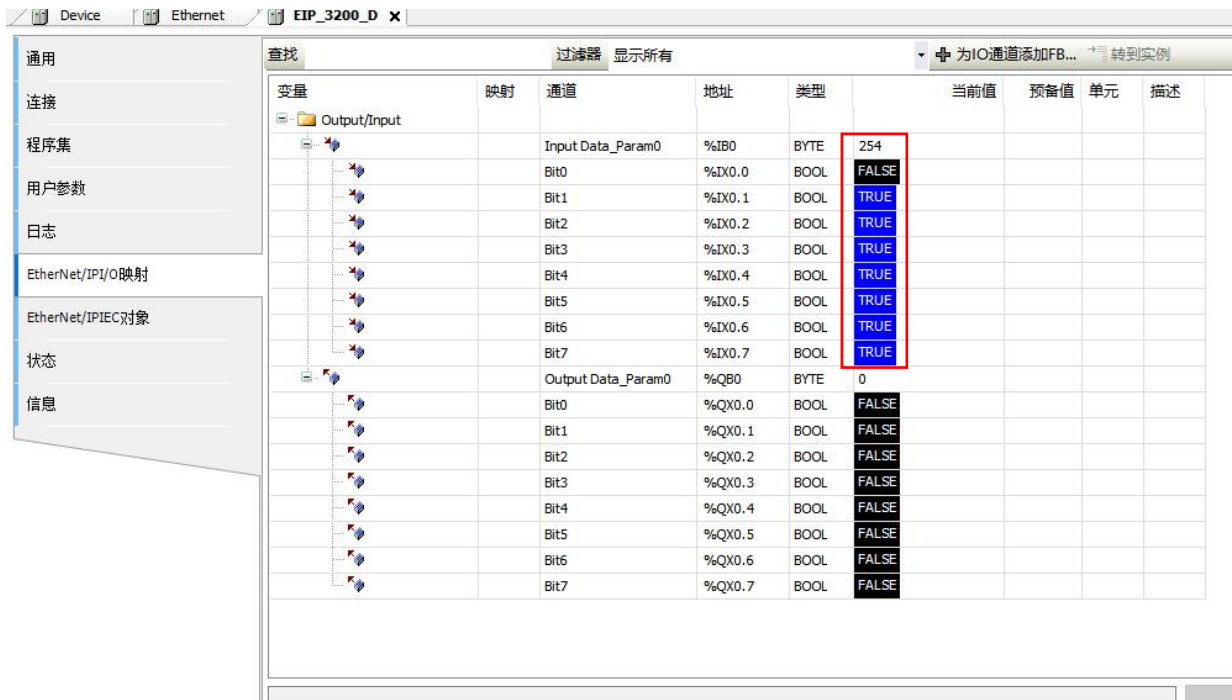 Device Ethernet EIP_3200_D x
通用
连接
程序集
用户参数
日志
EtherNet/IPI/O映射
EtherNet/IPIEC对象
状态
信息
查找 过滤器 显示所有 为IO通道添加FB... 转到实例
变量 映射 通道 地址 类型 当前值 预备值 单元 描述
Output/Input
Input Data_Param0 %IB0 BYTE 254
Bit0 %IX0.0 BOOL FALSE
Bit1 %IX0.1 BOOL TRUE
Bit2 %IX0.2 BOOL TRUE
Bit3 %IX0.3 BOOL TRUE
Bit4 %IX0.4 BOOL TRUE
Bit5 %IX0.5 BOOL TRUE
Bit6 %IX0.6 BOOL TRUE
Bit7 %IX0.7 BOOL TRUE
Output Data_Param0 %QB0 BYTE 0
Bit0 %QX0.0 BOOL FALSE
Bit1 %QX0.1 BOOL FALSE
Bit2 %QX0.2 BOOL FALSE
Bit3 %QX0.3 BOOL FALSE
Bit4 %QX0.4 BOOL FALSE
Bit5 %QX0.5 BOOL FALSE
Bit6 %QX0.6 BOOL FALSE
Bit7 %QX0.7 BOOL FALSE